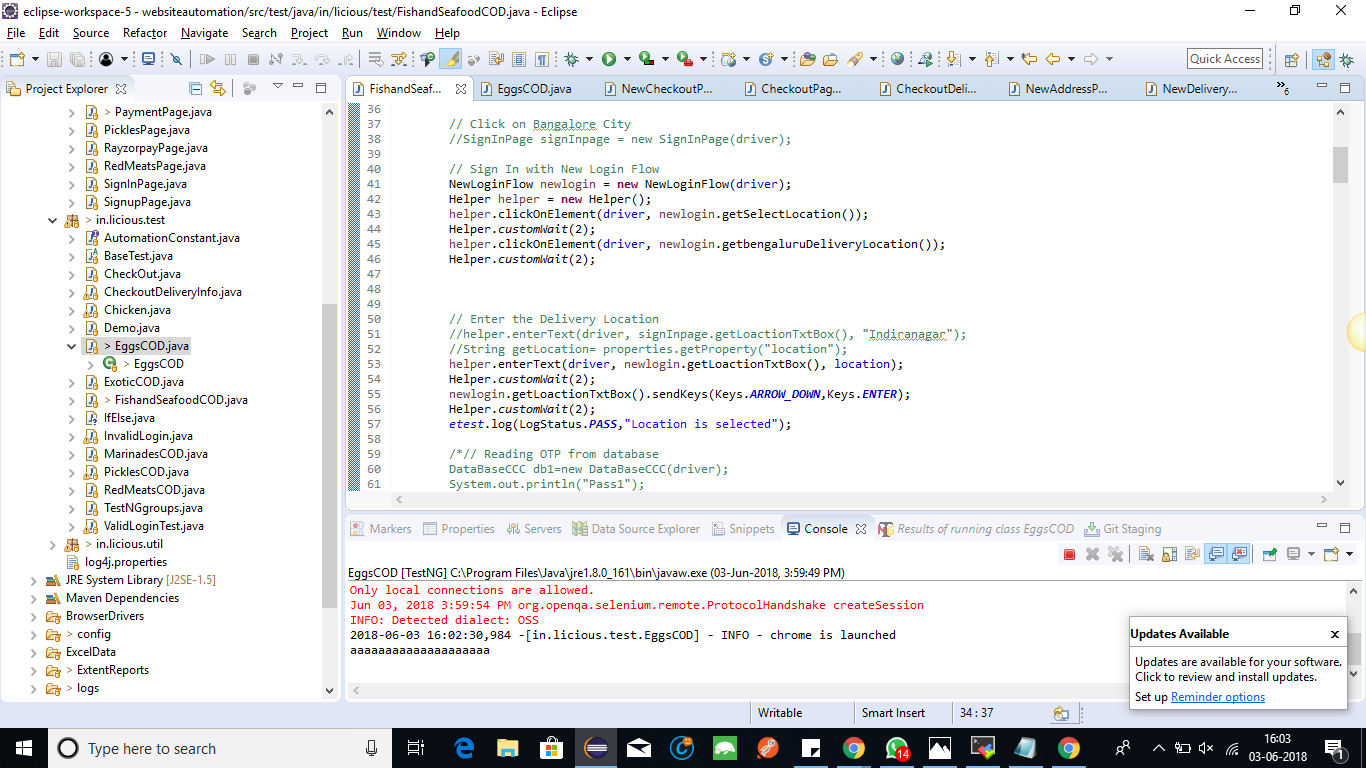 eclipse-workspace-5 - websiteautomation/src/test/java/in/licious/test/FishandSeafoodCOD.java - Eclipse
File Edit Source Refactor Navigate Search Project Run Window Help
Quick Access
Project Explorer
> PaymentPage.java
PicklesPage.java
RayzorpayPage.java
RedMeatsPage.java
SignInPage.java
SignupPage.java
> in.licious.test
AutomationConstant.java
BaseTest.java
CheckOut.java
CheckoutDeliveryInfo.java
Chicken.java
Demo.java
> EggsCOD.java
> EggsCOD
ExoticCOD.java
> FishandSeafoodCOD.java
IfElse.java
InvalidLogin.java
MarinadesCOD.java
PicklesCOD.java
RedMeatsCOD.java
TestNGgroups.java
ValidLoginTest.java
> in.licious.util
log4j.properties
JRE System Library [J2SE-1.5]
Maven Dependencies
BrowserDrivers
> config
ExcelData
> ExtentReports
> logs
FishandSeaf... EggsCOD.java NewCheckoutP... CheckoutPag... CheckoutDeli... NewAddressP... NewDelivery... »6
36
37 // Click on Bangalore City
38 //SignInPage signInpage = new SignInPage(driver);
39
40 // Sign In with New Login Flow
41 NewLoginFlow newlogin = new NewLoginFlow(driver);
42 Helper helper = new Helper();
43 helper.clickOnElement(driver, newlogin.getSelectLocation());
44 Helper.customWait(2);
45 helper.clickOnElement(driver, newlogin.getbengaluruDeliveryLocation());
46 Helper.customWait(2);
47
48
49
50 // Enter the Delivery Location
51 //helper.enterText(driver, signInpage.getLoactionTxtBox(), "Indiranagar");
52 //String getLocation= properties.getProperty("location");
53 helper.enterText(driver, newlogin.getLoactionTxtBox(), location);
54 Helper.customWait(2);
55 newlogin.getLoactionTxtBox().sendKeys(Keys.ARROW_DOWN,Keys.ENTER);
56 Helper.customWait(2);
57 etest.log(LogStatus.PASS,"Location is selected");
58
59 /*// Reading OTP from database
60 DataBaseCCC db1=new DataBaseCCC(driver);
61 System.out.println("Pass1");
Markers Properties Servers Data Source Explorer Snippets Console Results of running class EggsCOD Git Staging
EggsCOD [TestNG] C:\Program Files\Java\jre1.8.0_161\bin\javaw.exe (03-Jun-2018, 3:59:49 PM)
Only local connections are allowed.
Jun 03, 2018 3:59:54 PM org.openqa.selenium.remote.ProtocolHandshake createSession
INFO: Detected dialect: OSS
2018-06-03 16:02:30,984 -[in.licious.test.EggsCOD] - INFO - chrome is launched
aaaaaaaaaaaaaaaaaaaa
Updates Available
Updates are available for your software.
Click to review and install updates.
Set up Reminder options
Writable Smart Insert 34 : 37
Type here to search
14
16:03
03-06-2018
1